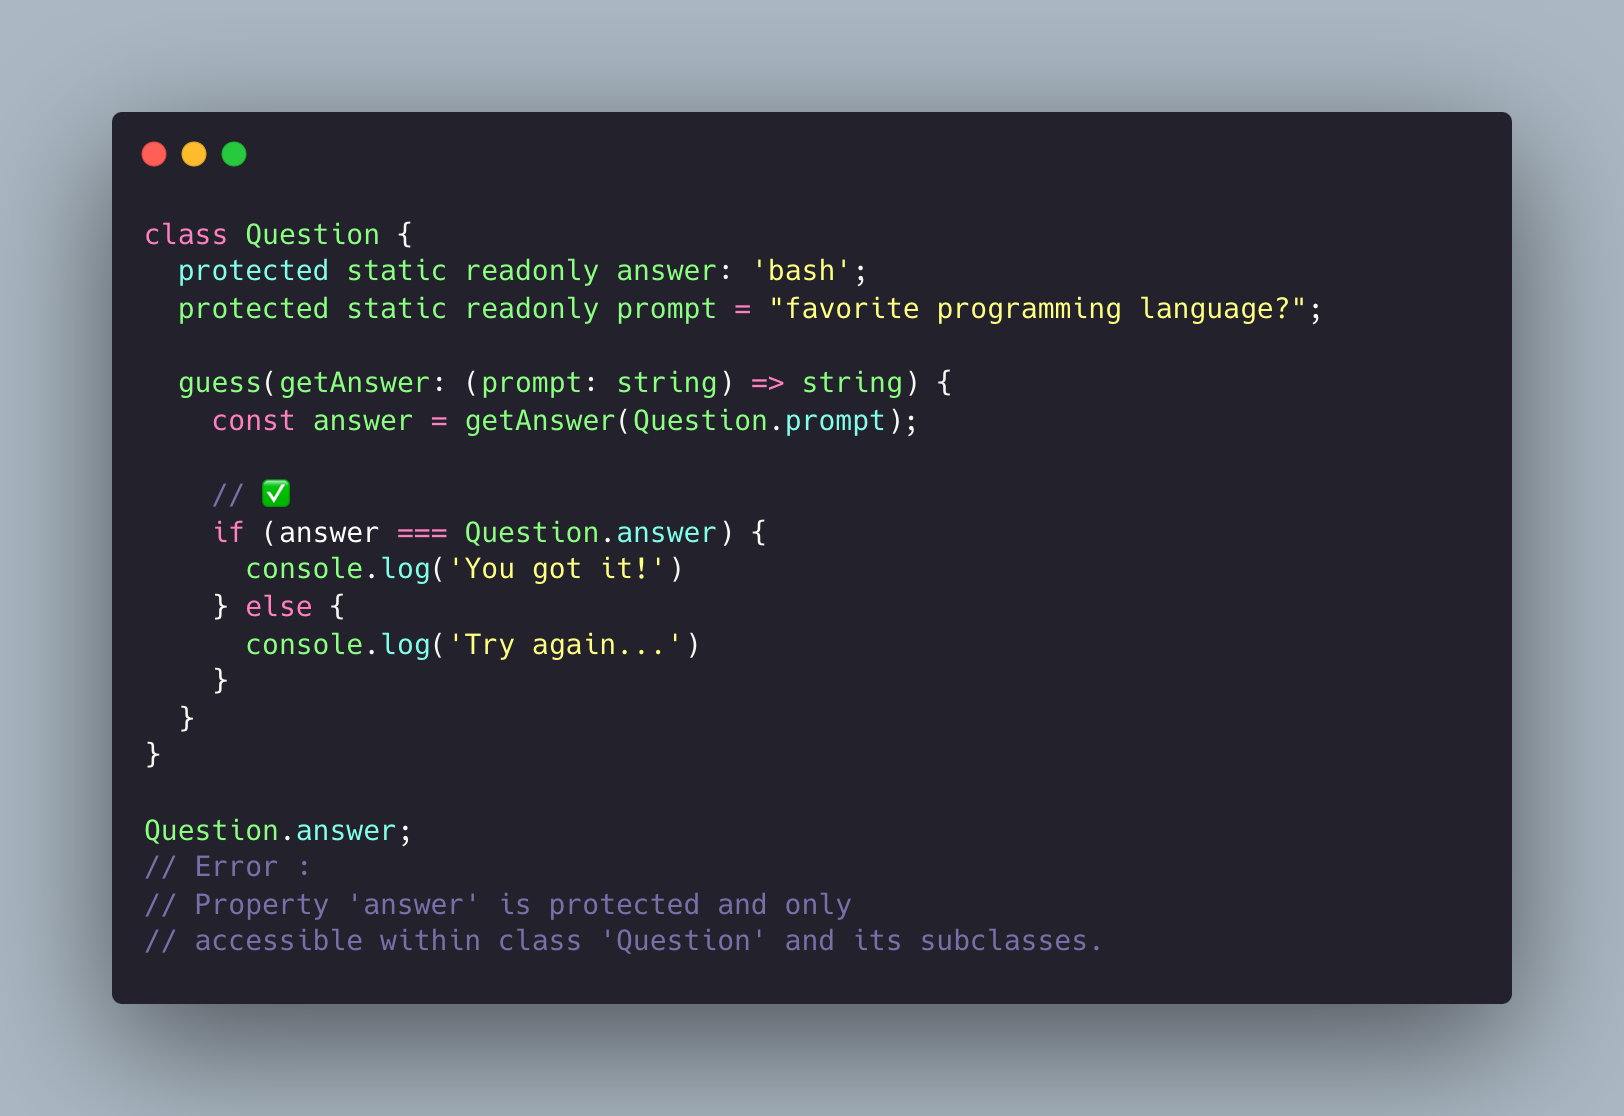 class Question {
  protected static readonly answer: 'bash';
  protected static readonly prompt = "favorite programming language?";

  guess(getAnswer: (prompt: string) => string) {
    const answer = getAnswer(Question.prompt);

    // ✅
    if (answer === Question.answer) {
      console.log('You got it!')
    } else {
      console.log('Try again...')
    }
  }
}

Question.answer;
// Error :
// Property 'answer' is protected and only
// accessible within class 'Question' and its subclasses.